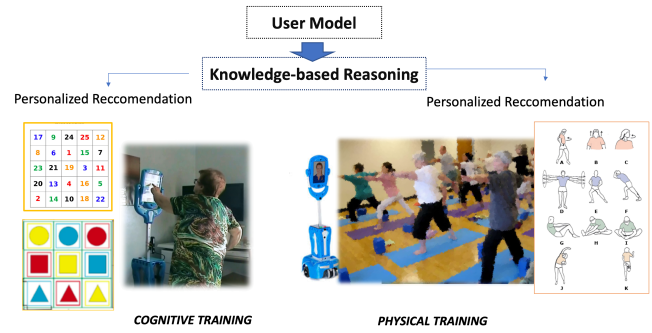 User Model
Knowledge-based Reasoning
Personalized Reccomendation
Personalized Reccomendation
17 9 24 25 12
8 6 1 15 7
23 21 19 3 11
20 13 4 16 5
2 14 10 18 22
A B C
D E F
G H I
J K
COGNITIVE TRAINING
PHYSICAL TRAINING